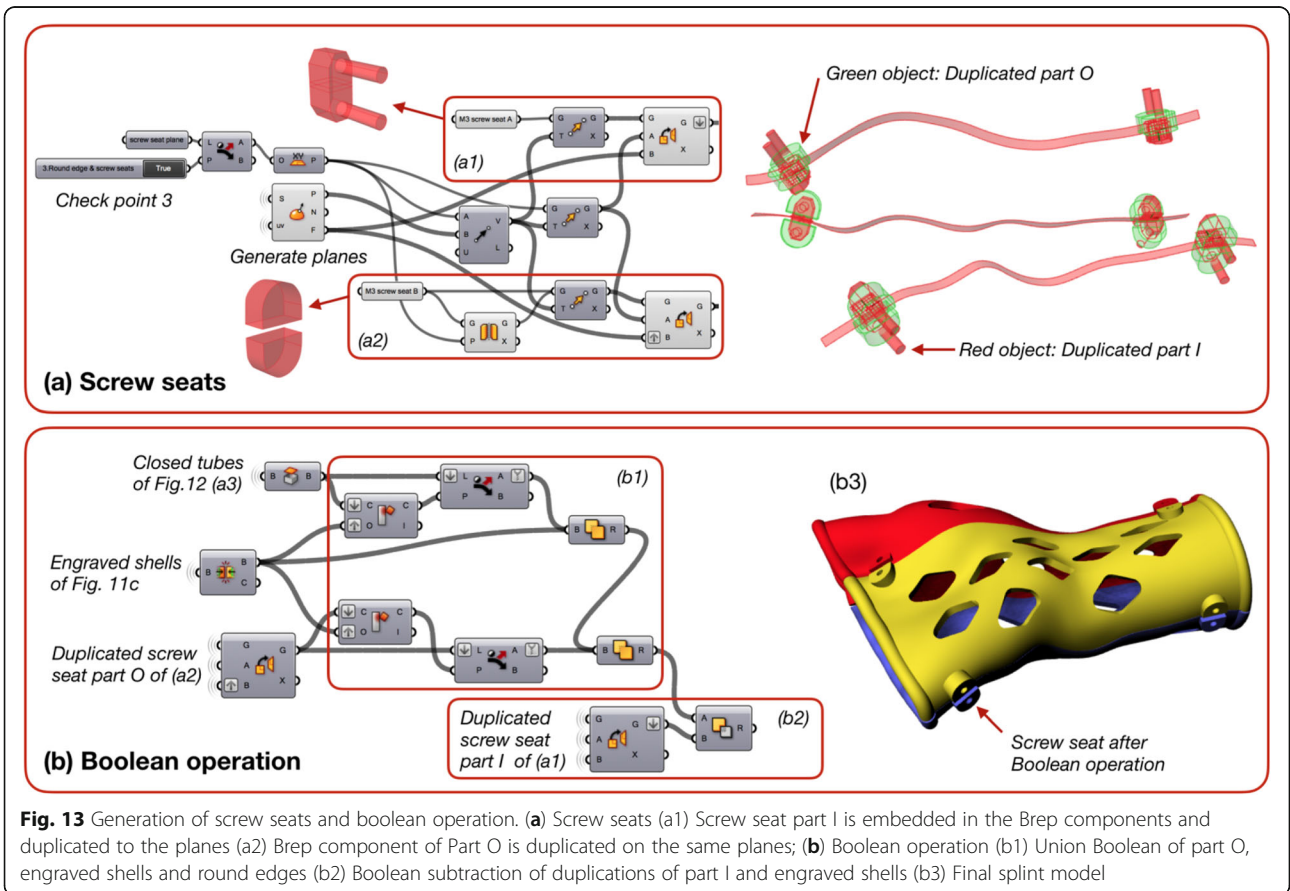 Green object: Duplicated part O
M3 screw seat A
G
G
T
X
G
G
A
B
X
screw seat plane
L
A
P
B
XY
O
P
3.Round edge & screw seats
True
(a1)
Check point 3
S
P
N
uv
F
A
V
B
U
L
G
G
T
X
Generate planes
M3 screw seat B
G
G
T
X
G
G
A
B
X
G
G
P
X
(a2)
Red object: Duplicated part I
(a) Screw seats
Closed tubes
of Fig.12 (a3)
B
B
L
A
P
B
(b1)
(b3)
C
C
O
I
B
R
Engraved shells
of Fig. 11c
B
B
C
C
C
O
I
Duplicated screw
seat part O of (a2)
G
G
A
B
X
L
A
P
B
B
R
Duplicated
screw seat
part I of (a1)
G
G
A
B
X
A
B
R
(b2)
Screw seat after
Boolean operation
(b) Boolean operation
Fig. 13 Generation of screw seats and boolean operation. (a) Screw seats (a1) Screw seat part I is embedded in the Brep components and
duplicated to the planes (a2) Brep component of Part O is duplicated on the same planes; (b) Boolean operation (b1) Union Boolean of part O,
engraved shells and round edges (b2) Boolean subtraction of duplications of part I and engraved shells (b3) Final splint model